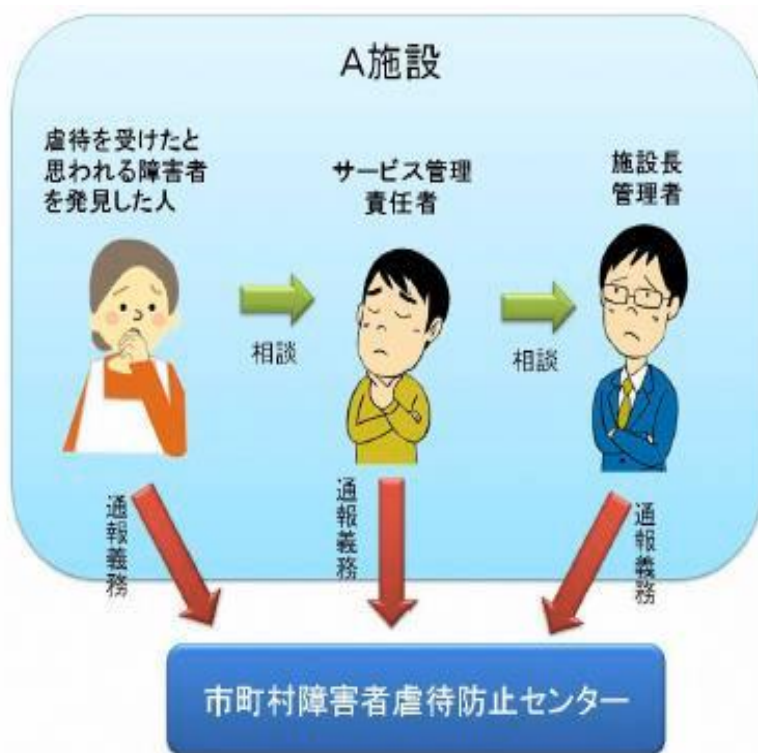 A施設
虐待を受けたと
思われる障害者
を発見した人
サービス管理
責任者
施設長
管理者
相談
相談
通報義務
通報義務
通報義務
市町村障害者虐待防止センター